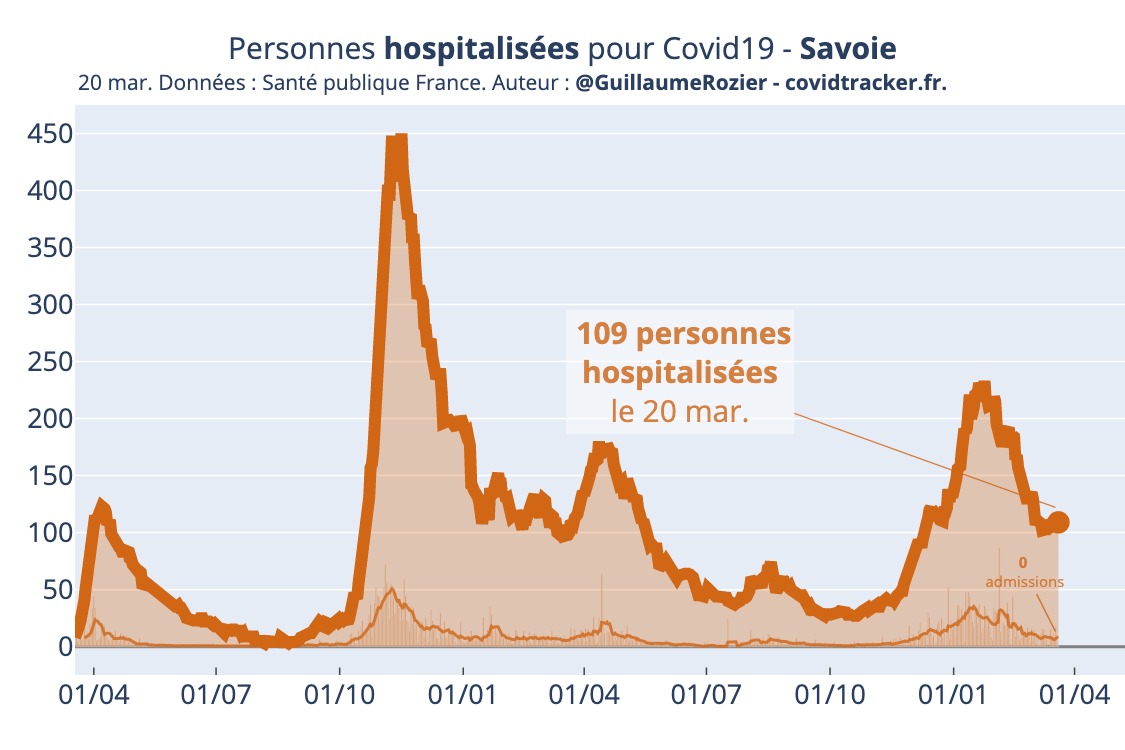 Personnes hospitalisées pour Covid19 - Savoie
20 mar. Données : Santé publique France. Auteur : @GuillaumeRozier - covidtracker.fr.
450
400
350
300
250
200
150
100
50
0
109 personnes
hospitalisées
le 20 mar.
0
admissions
01/04 01/07 01/10 01/01 01/04 01/07 01/10 01/01 01/04